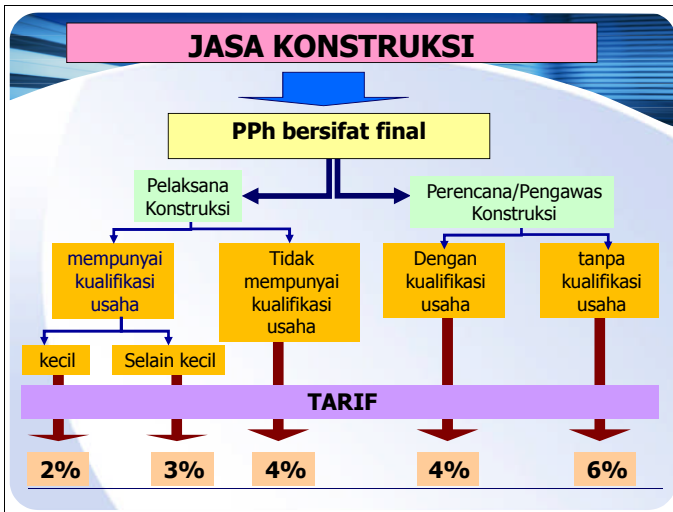 JASA KONSTRUKSI
PPh bersifat final
Pelaksana
Konstruksi
Perencana/Pengawas
Konstruksi
mempunyai
kualifikasi
usaha
Tidak
mempunyai
kualifikasi
usaha
Dengan
kualifikasi
usaha
tanpa
kualifikasi
usaha
kecil
Selain kecil
TARIF
2%
3%
4%
4%
6%